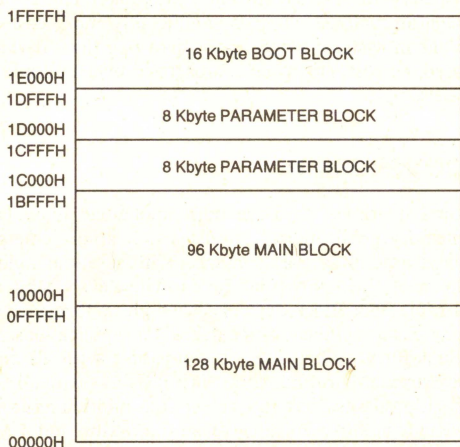 1FFFFH
16 Kbyte BOOT BLOCK
1E000H
1DFFFH
8 Kbyte PARAMETER BLOCK
1D000H
1CFFFH
8 Kbyte PARAMETER BLOCK
1C000H
1BFFFH
96 Kbyte MAIN BLOCK
10000H
0FFFFH
128 Kbyte MAIN BLOCK
00000H